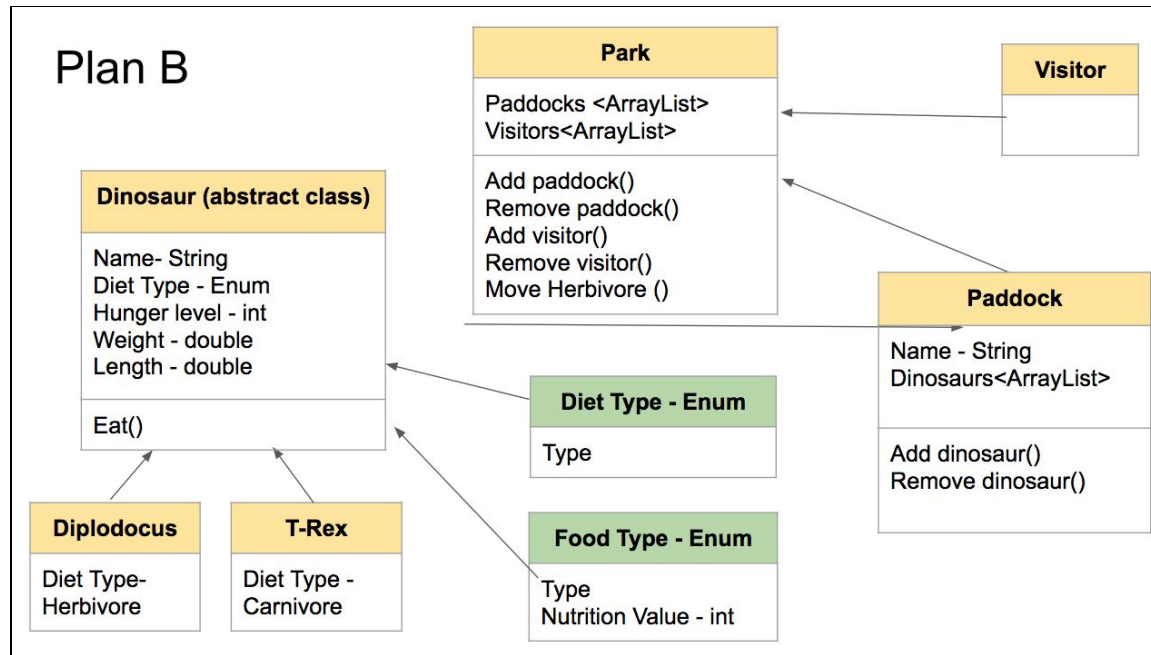 Plan B
Park
Paddocks <ArrayList>
Visitors<ArrayList>
Add paddock()
Remove paddock()
Add visitor()
Remove visitor()
Move Herbivore ()
Visitor
Dinosaur (abstract class)
Name- String
Diet Type - Enum
Hunger level - int
Weight - double
Length - double
Eat()
Paddock
Name - String
Dinosaurs<ArrayList>
Add dinosaur()
Remove dinosaur()
Diet Type - Enum
Type
Diplodocus
Diet Type-
Herbivore
T-Rex
Diet Type -
Carnivore
Food Type - Enum
Type
Nutrition Value - int